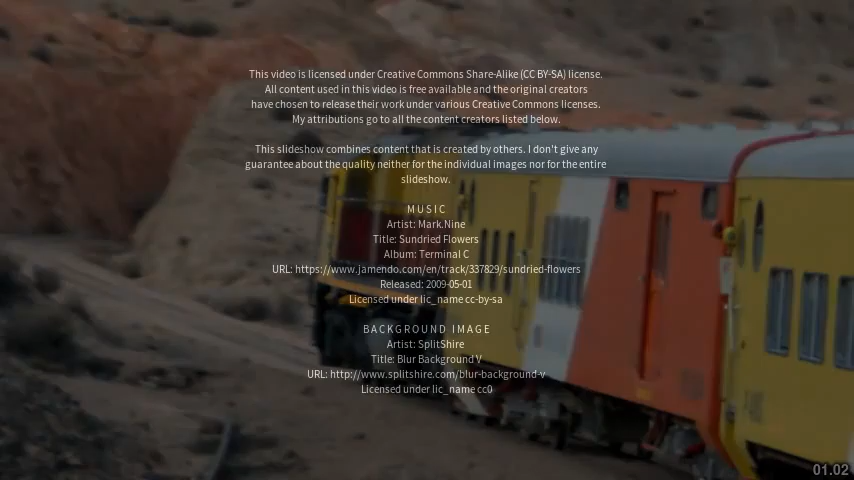 This video is licensed under Creative Commons Share-Alike (CC BY-SA) license.
All content used in this video is free available and the original creators
have chosen to release their work under various Creative Commons licenses.
My attributions go to all the content creators listed below.
This slideshow combines content that is created by others. I don't give any
guarantee about the quality neither for the individual images nor for the entire
slideshow.
MUSIC
Artist: Mark.Nine
Title: Sundried Flowers
Album: Terminal C
URL: https://www.jamendo.com/en/track/337829/sundried-flowers
Released: 2009-05-01
Licensed under lic_name cc-by-sa
BACKGROUND IMAGE
Artist: SplitShire
Title: Blur Background V
URL: http://www.splitshire.com/blur-background-v
Licensed under lic_name cc0
01.02